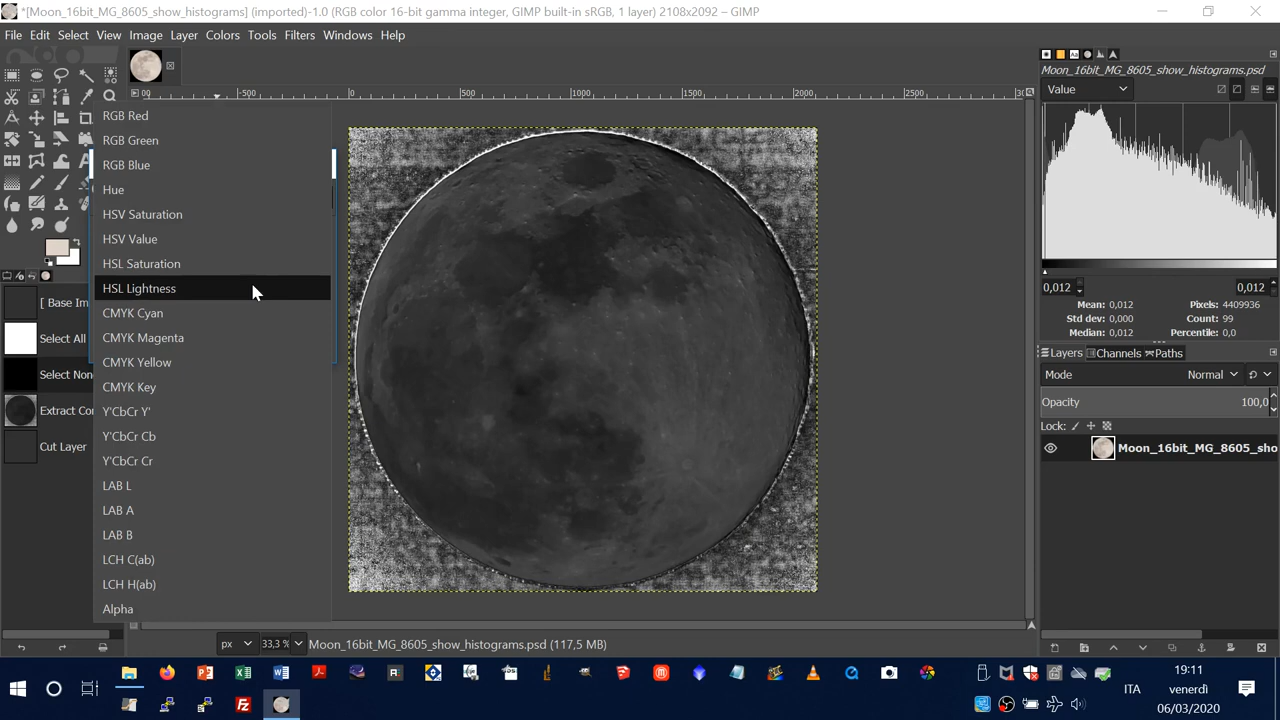 *[Moon_16bit_MG_8605_show_histograms] (imported)-1.0 (RGB color 16-bit gamma integer, GIMP built-in sRGB, 1 layer) 2108x2092 – GIMP
File Edit Select View Image Layer Colors Tools Filters Windows Help
Moon_16bit_MG_8605_show_histograms.psd
Value
00 -500 0 500 1000 1500 2000 2500 30
RGB Red
RGB Green
RGB Blue
Hue
HSV Saturation
HSV Value
HSL Saturation
HSL Lightness
CMYK Cyan
CMYK Magenta
CMYK Yellow
CMYK Key
Y'CbCr Y'
Y'CbCr Cb
Y'CbCr Cr
LAB L
LAB A
LAB B
LCH C(ab)
LCH H(ab)
Alpha
[ Base Im
Select All
Select Non
Extract Co
Cut Layer
0,012 0,012
Mean: 0,012 Pixels: 4409936
Std dev: 0,000 Count: 99
Median: 0,012 Percentile: 0,0
Layers Channels Paths
Mode Normal
Opacity 100,0
Lock:
Moon_16bit_MG_8605_sho
px 33,3 % Moon_16bit_MG_8605_show_histograms.psd (117,5 MB)
19:11
ITA venerdì
06/03/2020